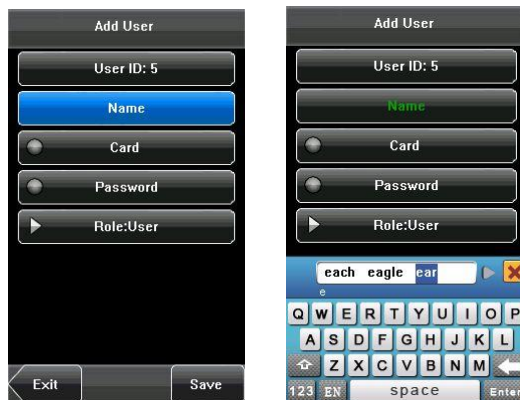 Add User
User ID: 5
Name
Card
Password
Role:User
Exit
Save
Add User
User ID: 5
Name
Card
Password
Role:User
each eagle ear
e
Q W E R T Y U I O P
A S D F G H J K L
Z X C V B N M
123 EN space Enter